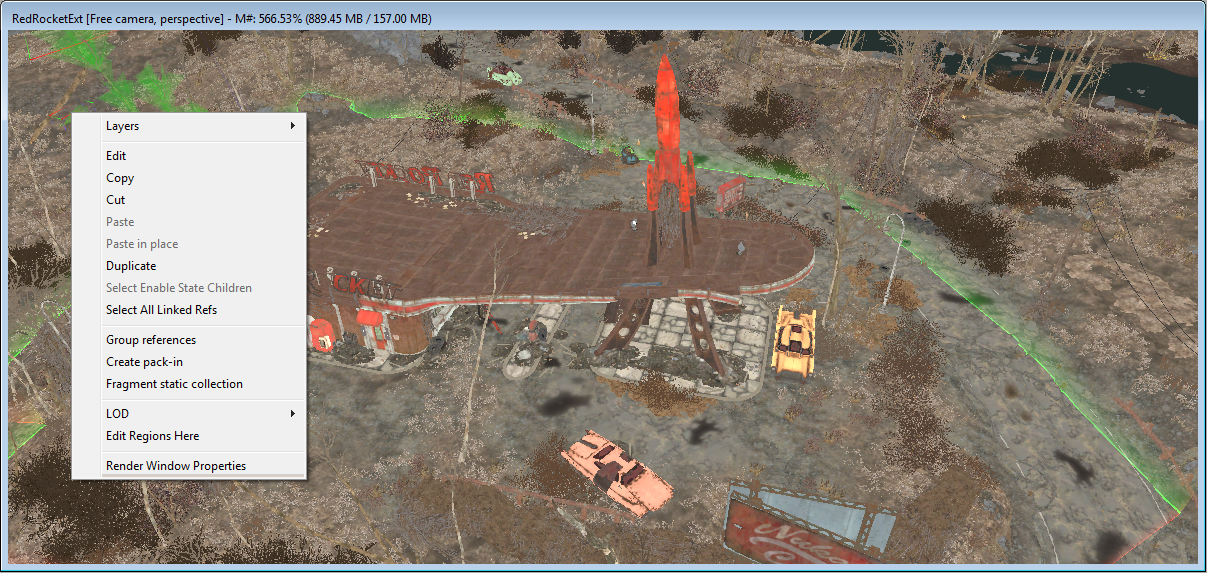 RedRocketExt [Free camera, perspective] - M#: 566.53% (889.45 MB / 157.00 MB)
Layers
Edit
Copy
Cut
Paste
Paste in place
Duplicate
Select Enable State Children
Select All Linked Refs
Group references
Create pack-in
Fragment static collection
LOD
Edit Regions Here
Render Window Properties